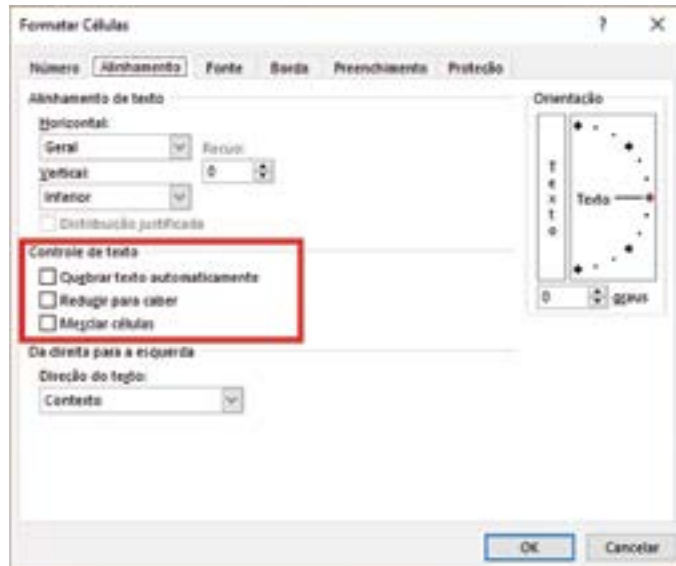 Formatar Células ? ×
Número Alinhamento Fonte Borda Preenchimento Proteção
Alinhamento de texto
Horizontal:
Geral
Recuo:
Vertical:
0
Inferior
Distribuição justificada
Controle de texto
Quebrar texto automaticamente
Reduzir para caber
Mesclar células
Da direita para a esquerda
Direção do texto:
Contexto
Orientação
Texto
Texto
0 graus
OK Cancelar